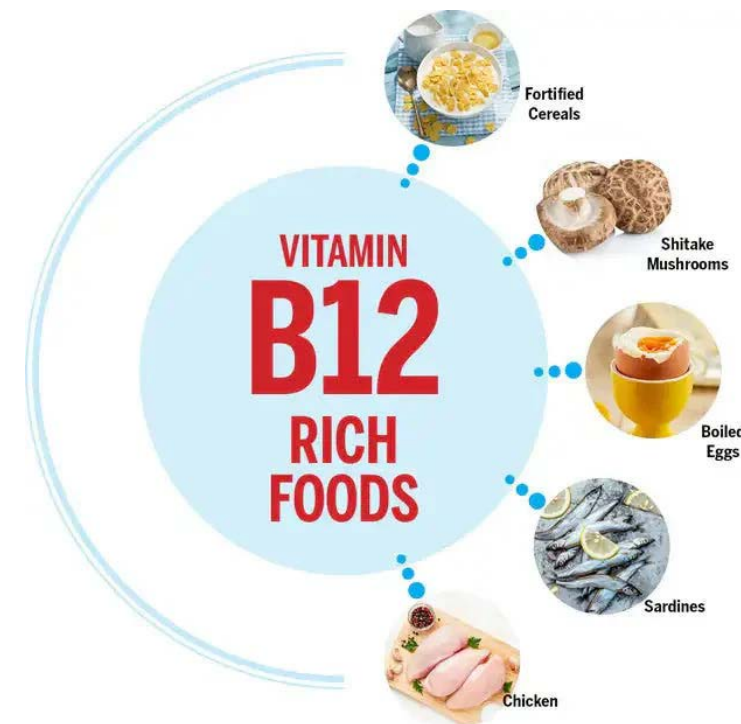 VITAMIN
B12
RICH
FOODS
Fortified
Cereals
Shitake
Mushrooms
Boiled
Eggs
Sardines
Chicken